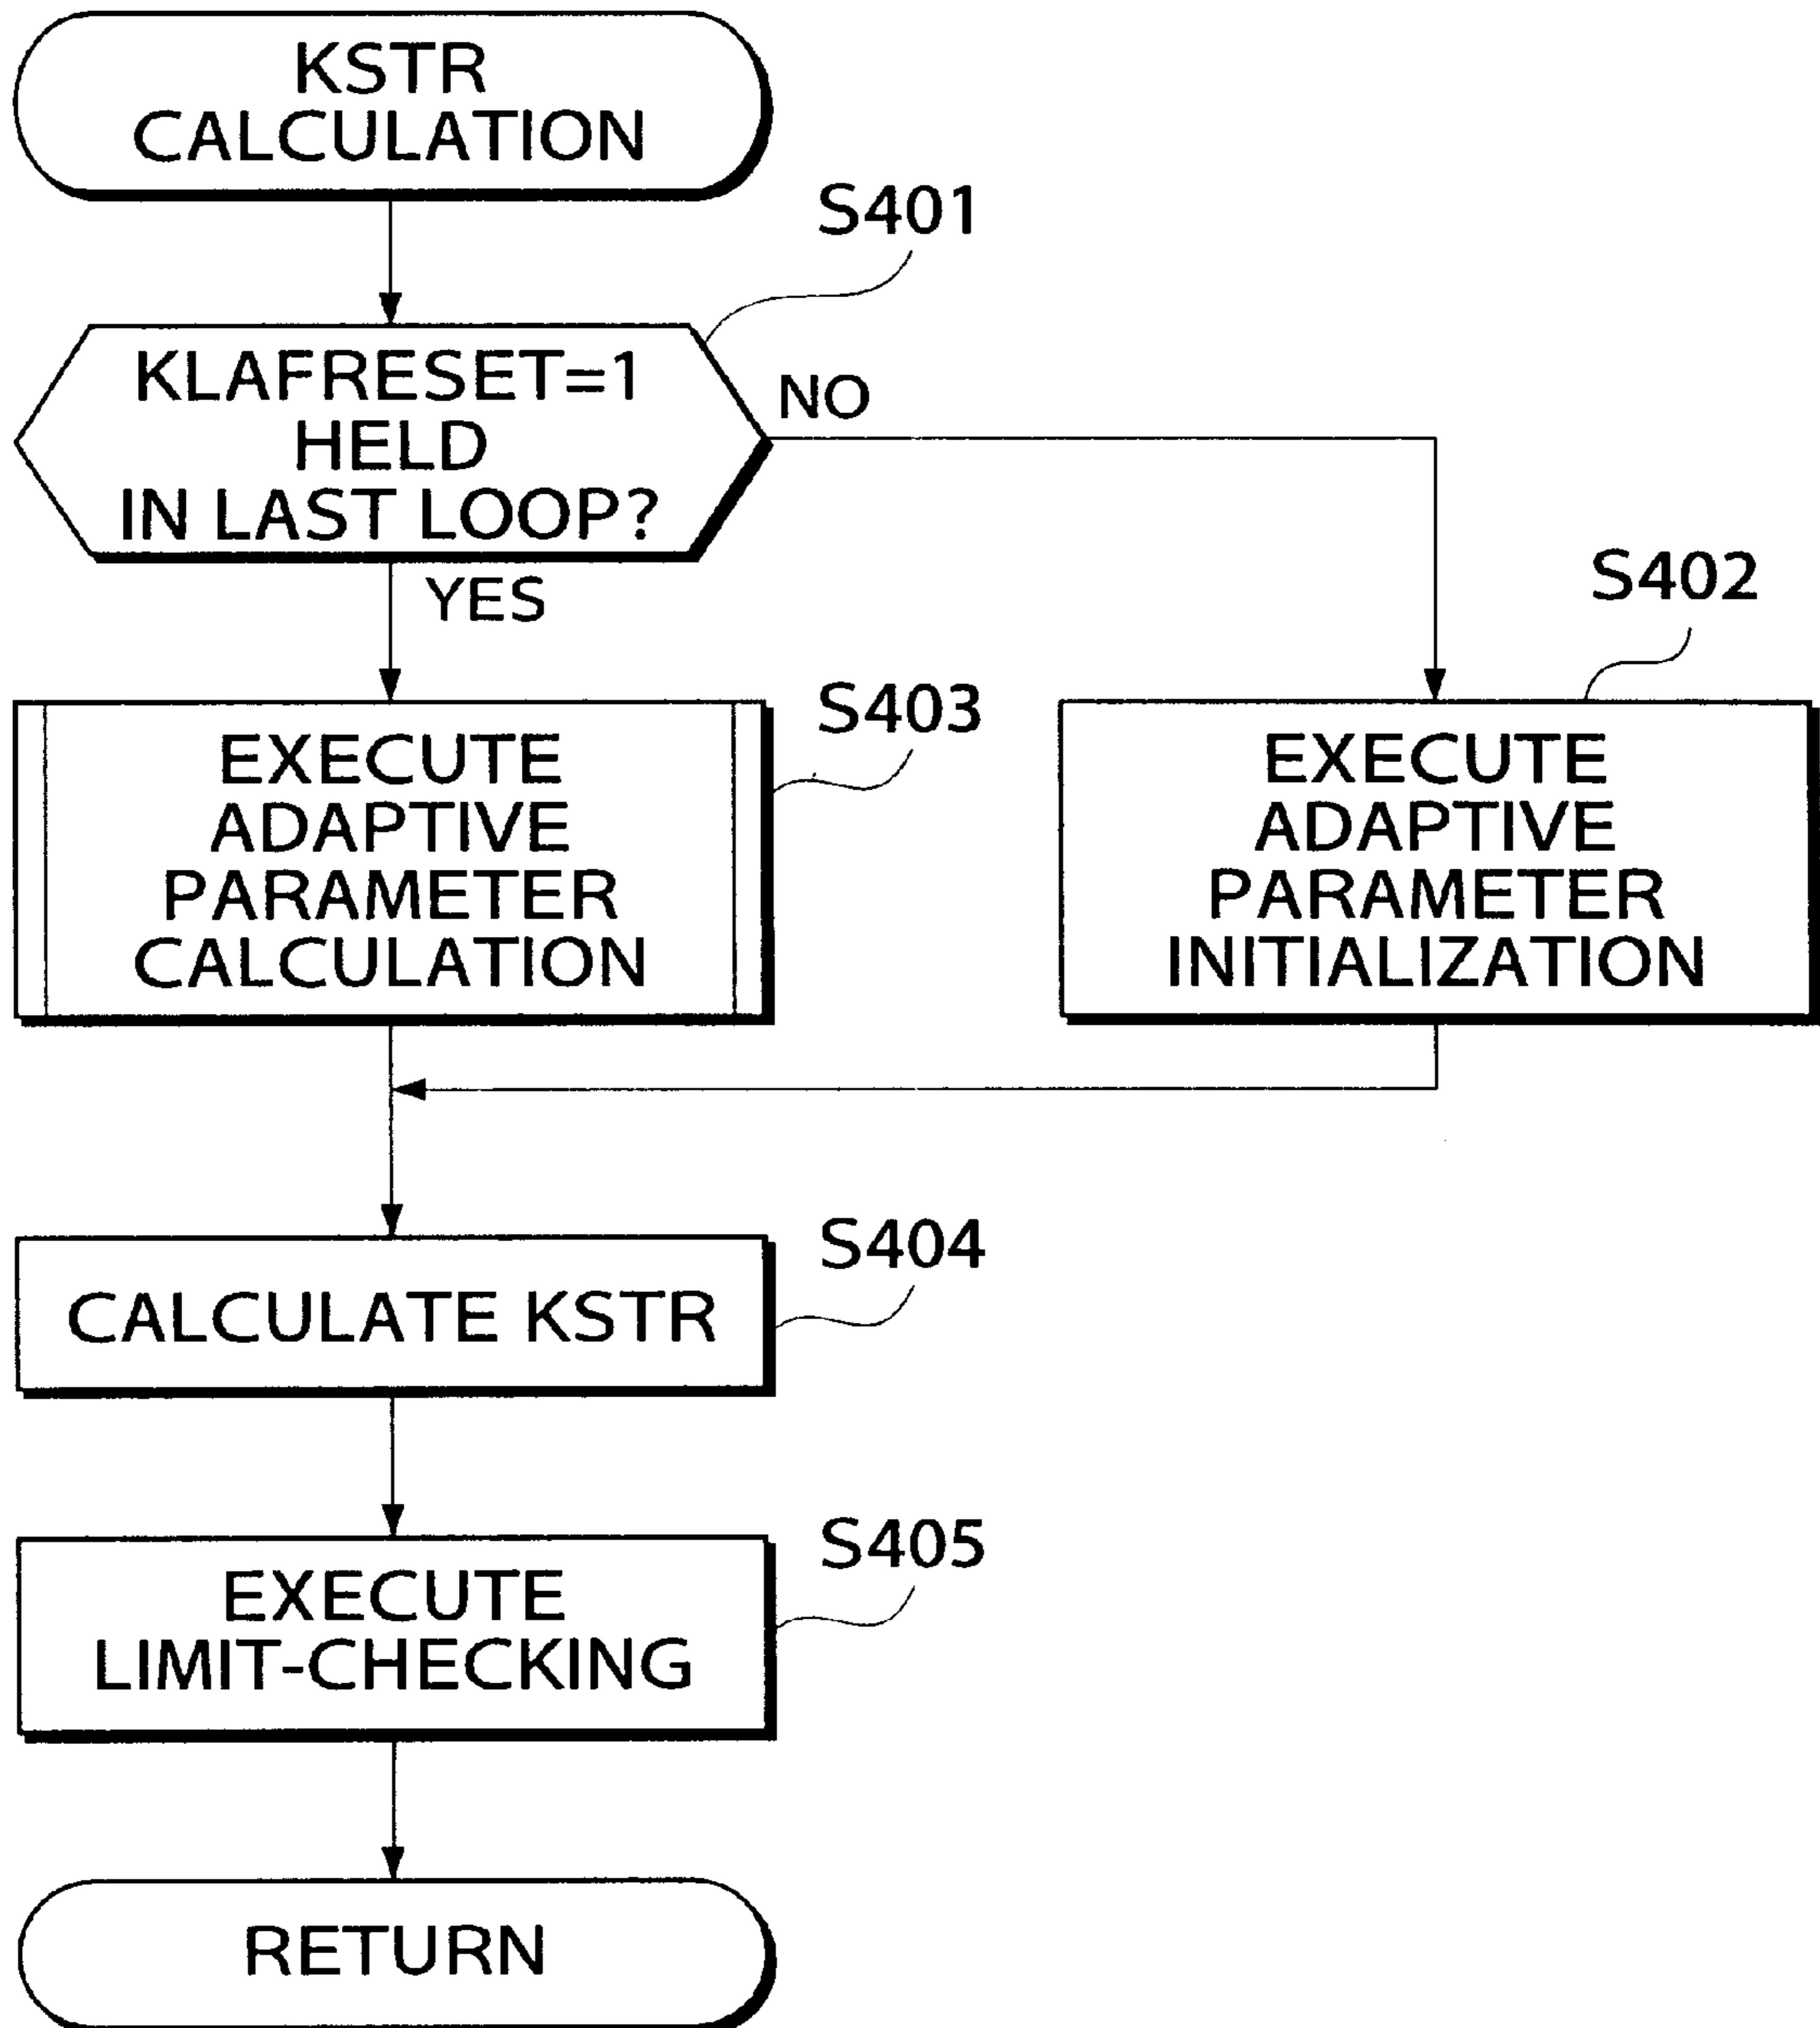 KSTR
CALCULATION
S401
KLAFRESET=1
HELD
IN LAST LOOP?
NO
YES
S402
S403
EXECUTE
ADAPTIVE
PARAMETER
CALCULATION
EXECUTE
ADAPTIVE
PARAMETER
INITIALIZATION
S404
CALCULATE KSTR
S405
EXECUTE
LIMIT-CHECKING
RETURN